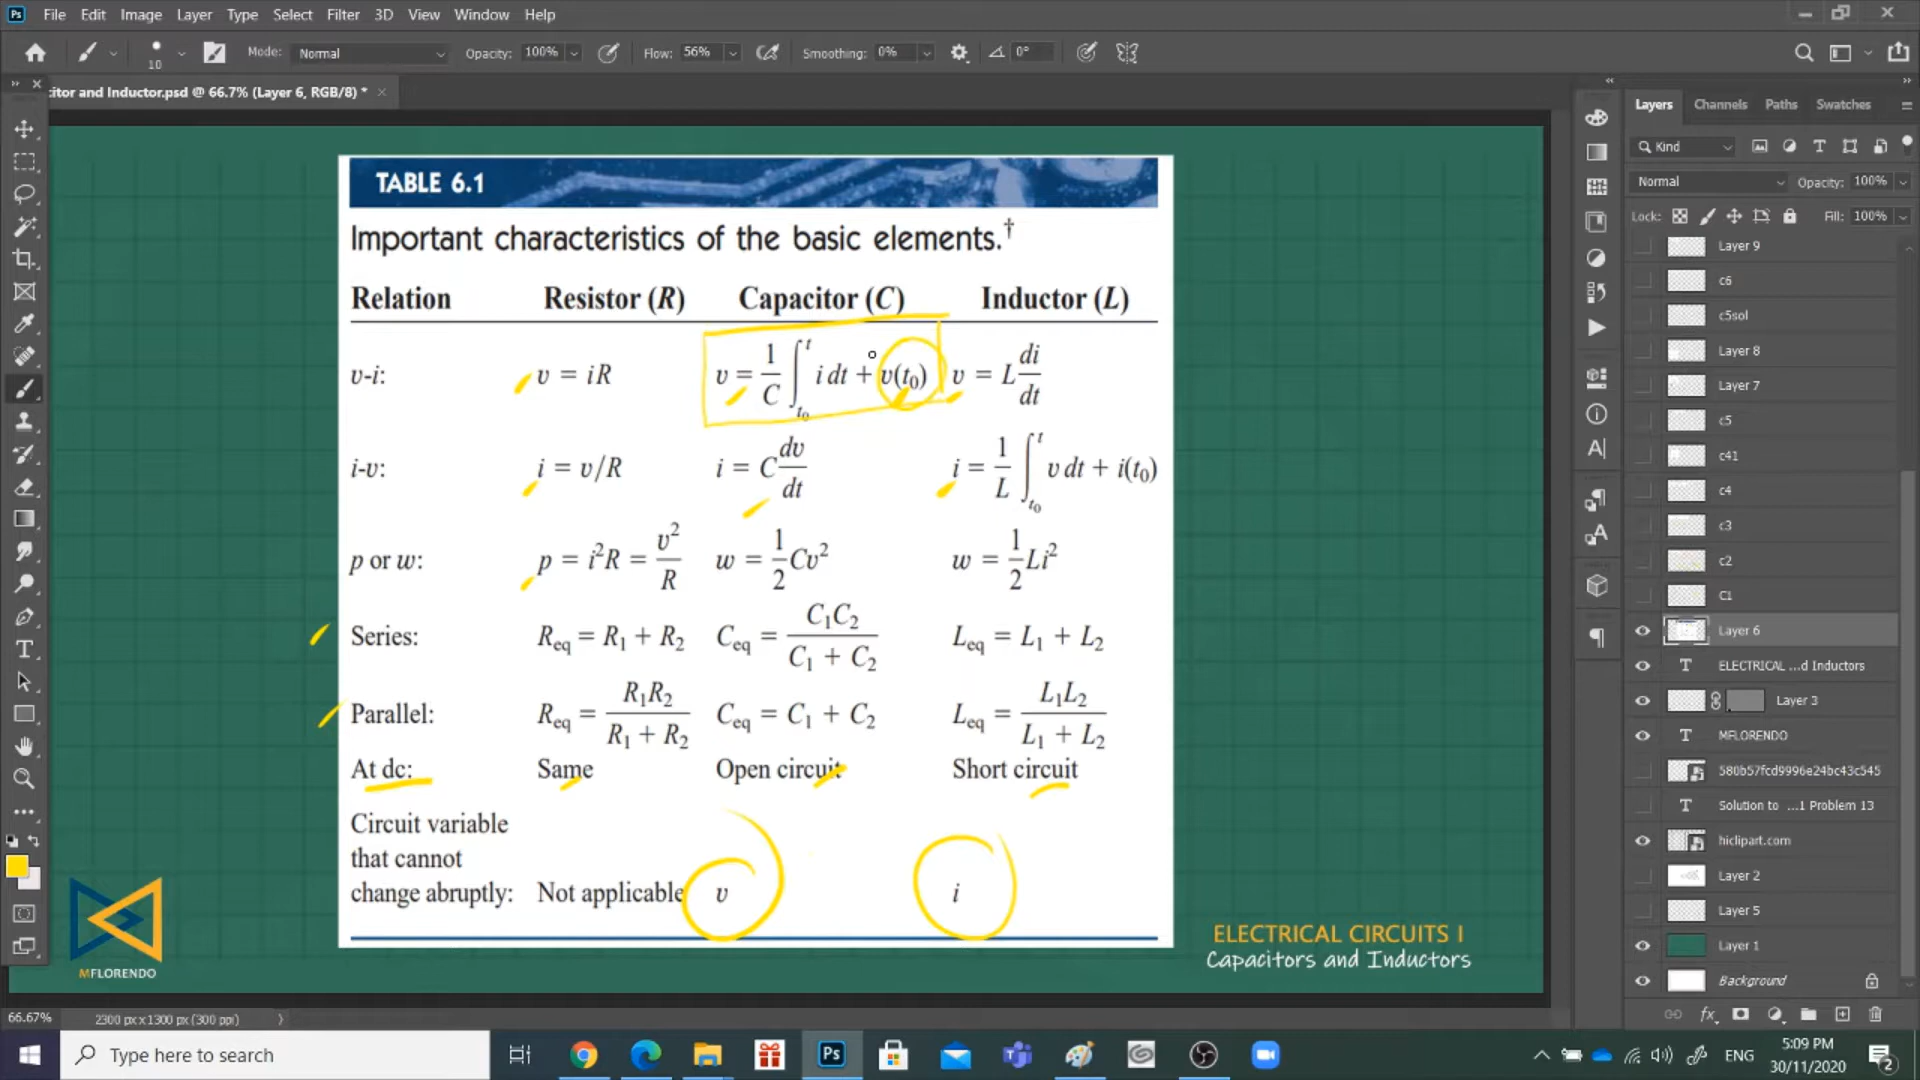 Ps File Edit Image Layer Type Select Filter 3D View Window Help
10 Mode: Normal Opacity: 100% Flow: 56% Smoothing: 0% 0°
itor and Inductor.psd @ 66.7% (Layer 6, RGB/8) *
TABLE 6.1
Important characteristics of the basic elements.†
Relation Resistor (R) Capacitor (C) Inductor (L)
v-i: v = iR v = 1/C ∫_{t₀}^{t} i dt + v(t₀) v = L di/dt
i-v: i = v/R i = C dv/dt i = 1/L ∫_{t₀}^{t} v dt + i(t₀)
p or w: p = i²R = v²/R w = 1/2 Cv² w = 1/2 Li²
Series: Req = R₁ + R₂ Ceq = C₁C₂/(C₁ + C₂) Leq = L₁ + L₂
Parallel: Req = R₁R₂/(R₁ + R₂) Ceq = C₁ + C₂ Leq = L₁L₂/(L₁ + L₂)
At dc: Same Open circuit Short circuit
Circuit variable
that cannot
change abruptly: Not applicable v i
MFLORENDO
ELECTRICAL CIRCUITS I
Capacitors and Inductors
Layers Channels Paths Swatches
Kind
Normal Opacity: 100%
Lock: Fill: 100%
Layer 9
c6
c5sol
Layer 8
Layer 7
c5
c41
c4
c3
c2
C1
Layer 6
ELECTRICAL ...d Inductors
Layer 3
MFLORENDO
580b57fcd9996e24bc43c545
Solution to ...1 Problem 13
hiclipart.com
Layer 2
Layer 5
Layer 1
Background
66.67% 2300 px x 1300 px (300 ppi)
Type here to search
Ps
ENG
5:09 PM
30/11/2020
2